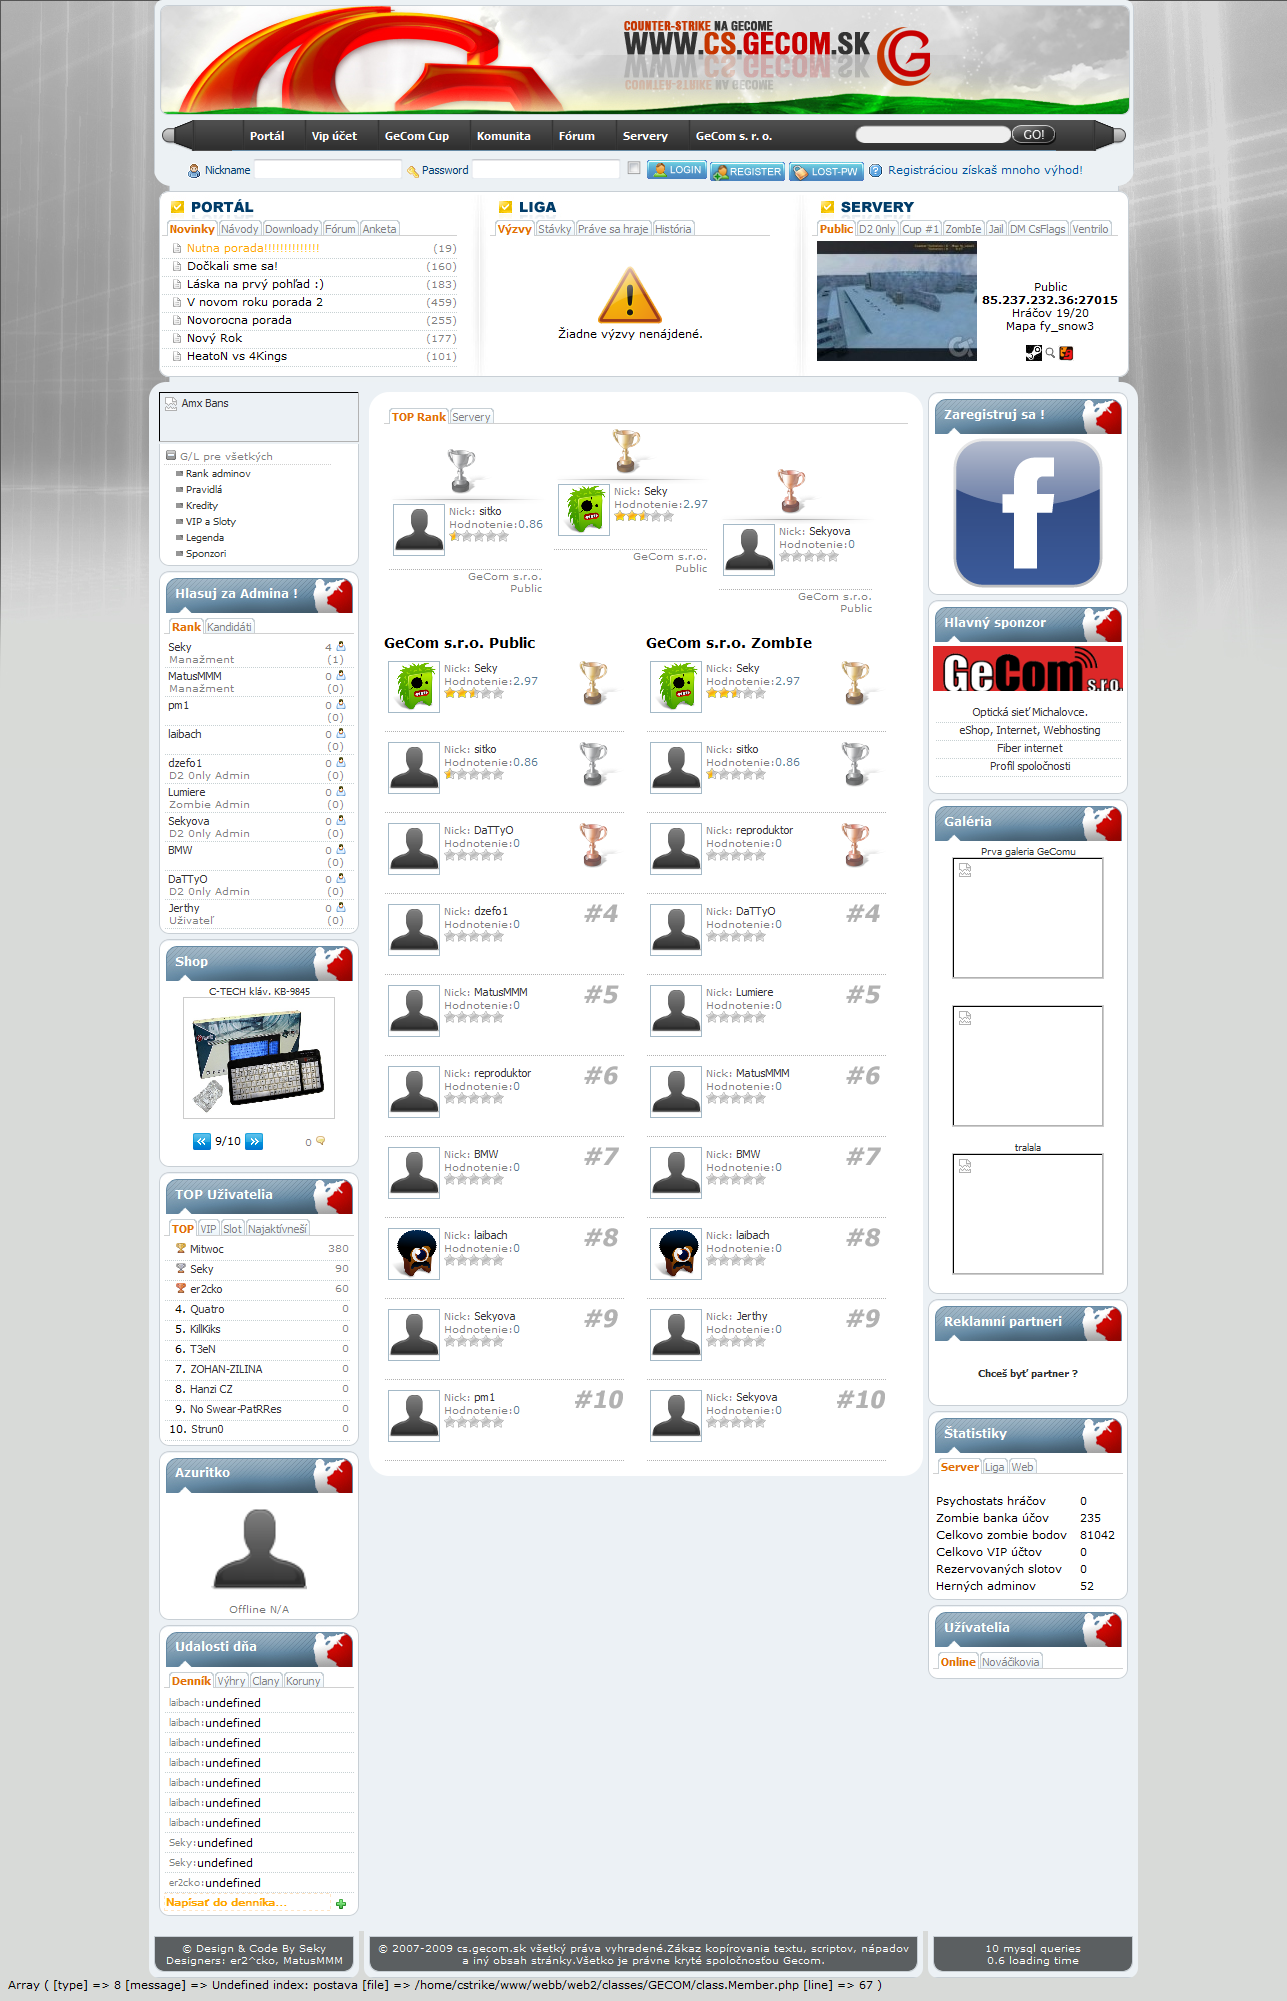 COUNTER-STRIKE NA GECOME
WWW.CS.GECOM.SK
Portál Vip účet GeCom Cup Komunita Fórum Servery GeCom s. r. o. GO!
Nickname Password LOGIN REGISTER LOST-PW Registráciou získaš mnoho výhod!
PORTÁL
Novinky Návody Downloady Fórum Anketa
Nutna porada!!!!!!!!!!!!!! (19)
Dočkali sme sa! (160)
Láska na prvý pohľad :) (183)
V novom roku porada 2 (459)
Novorocna porada (255)
Nový Rok (177)
HeatoN vs 4Kings (101)
LIGA
Výzvy Stávky Práve sa hraje História
Žiadne výzvy nenájdené.
SERVERY
Public D2 0nly Cup #1 ZombIe Jail DM CsFlags Ventrilo
Public
85.237.232.36:27015
Hráčov 19/20
Mapa fy_snow3
Amx Bans
G/L pre všetkých
Rank adminov
Pravidlá
Kredity
VIP a Sloty
Legenda
Sponzori
Hlasuj za Admina !
Rank Kandidáti
Seky 4
Manažment (1)
MatusMMM 0
Manažment (0)
pm1 0
(0)
laibach 0
(0)
dzefo1 0
D2 0nly Admin (0)
Lumiere 0
Zombie Admin (0)
Sekyova 0
D2 0nly Admin (0)
BMW 0
(0)
DaTTyO 0
D2 0nly Admin (0)
Jerthy 0
Užívateľ (0)
Shop
C-TECH kláv. KB-9845
9/10 0
TOP Uživatelia
TOP VIP Slot Najaktívneší
Mitwoc 380
Seky 90
er2cko 60
4. Quatro 0
5. KillKiks 0
6. T3eN 0
7. ZOHAN-ZILINA 0
8. Hanzi CZ 0
9. No Swear-PatRRes 0
10. Strun0 0
Azuritko
Offline N/A
Udalosti dňa
Denník Výhry Clany Koruny
laibach:undefined
laibach:undefined
laibach:undefined
laibach:undefined
laibach:undefined
laibach:undefined
laibach:undefined
Seky:undefined
Seky:undefined
er2cko:undefined
Napísať do denníka...
TOP Rank Servery
Nick: sitko
Hodnotenie:0.86
GeCom s.r.o.
Public
Nick: Seky
Hodnotenie:2.97
GeCom s.r.o.
Public
Nick: Sekyova
Hodnotenie:0
GeCom s.r.o.
Public
GeCom s.r.o. Public
Nick: Seky
Hodnotenie:2.97
Nick: sitko
Hodnotenie:0.86
Nick: DaTTyO
Hodnotenie:0
Nick: dzefo1 #4
Hodnotenie:0
Nick: MatusMMM #5
Hodnotenie:0
Nick: reproduktor #6
Hodnotenie:0
Nick: BMW #7
Hodnotenie:0
Nick: laibach #8
Hodnotenie:0
Nick: Sekyova #9
Hodnotenie:0
Nick: pm1 #10
Hodnotenie:0
GeCom s.r.o. ZombIe
Nick: Seky
Hodnotenie:2.97
Nick: sitko
Hodnotenie:0.86
Nick: reproduktor
Hodnotenie:0
Nick: DaTTyO #4
Hodnotenie:0
Nick: Lumiere #5
Hodnotenie:0
Nick: MatusMMM #6
Hodnotenie:0
Nick: BMW #7
Hodnotenie:0
Nick: laibach #8
Hodnotenie:0
Nick: Jerthy #9
Hodnotenie:0
Nick: Sekyova #10
Hodnotenie:0
Zaregistruj sa !
f
Hlavný sponzor
GeCom s.r.o.
Optická sieť Michalovce.
eShop, Internet, Webhosting
Fiber internet
Profil spoločnosti
Galéria
Prva galeria GeComu
tralala
Reklamní partneri
Chceš byť partner ?
Štatistiky
Server Liga Web
Psychostats hráčov 0
Zombie banka účov 235
Celkovo zombie bodov 81042
Celkovo VIP účtov 0
Rezervovaných slotov 0
Herných adminov 52
Užívatelia
Online Nováčikovia
© Design & Code By Seky
Designers: er2^cko, MatusMMM
© 2007-2009 cs.gecom.sk všetký práva vyhradené.Zákaz kopírovania textu, scriptov, nápadov
a iný obsah stránky.Všetko je právne kryté spoločnosťou Gecom.
10 mysql queries
0.6 loading time
Array ( [type] => 8 [message] => Undefined index: postava [file] => /home/cstrike/www/webb/web2/classes/GECOM/class.Member.php [line] => 67 )